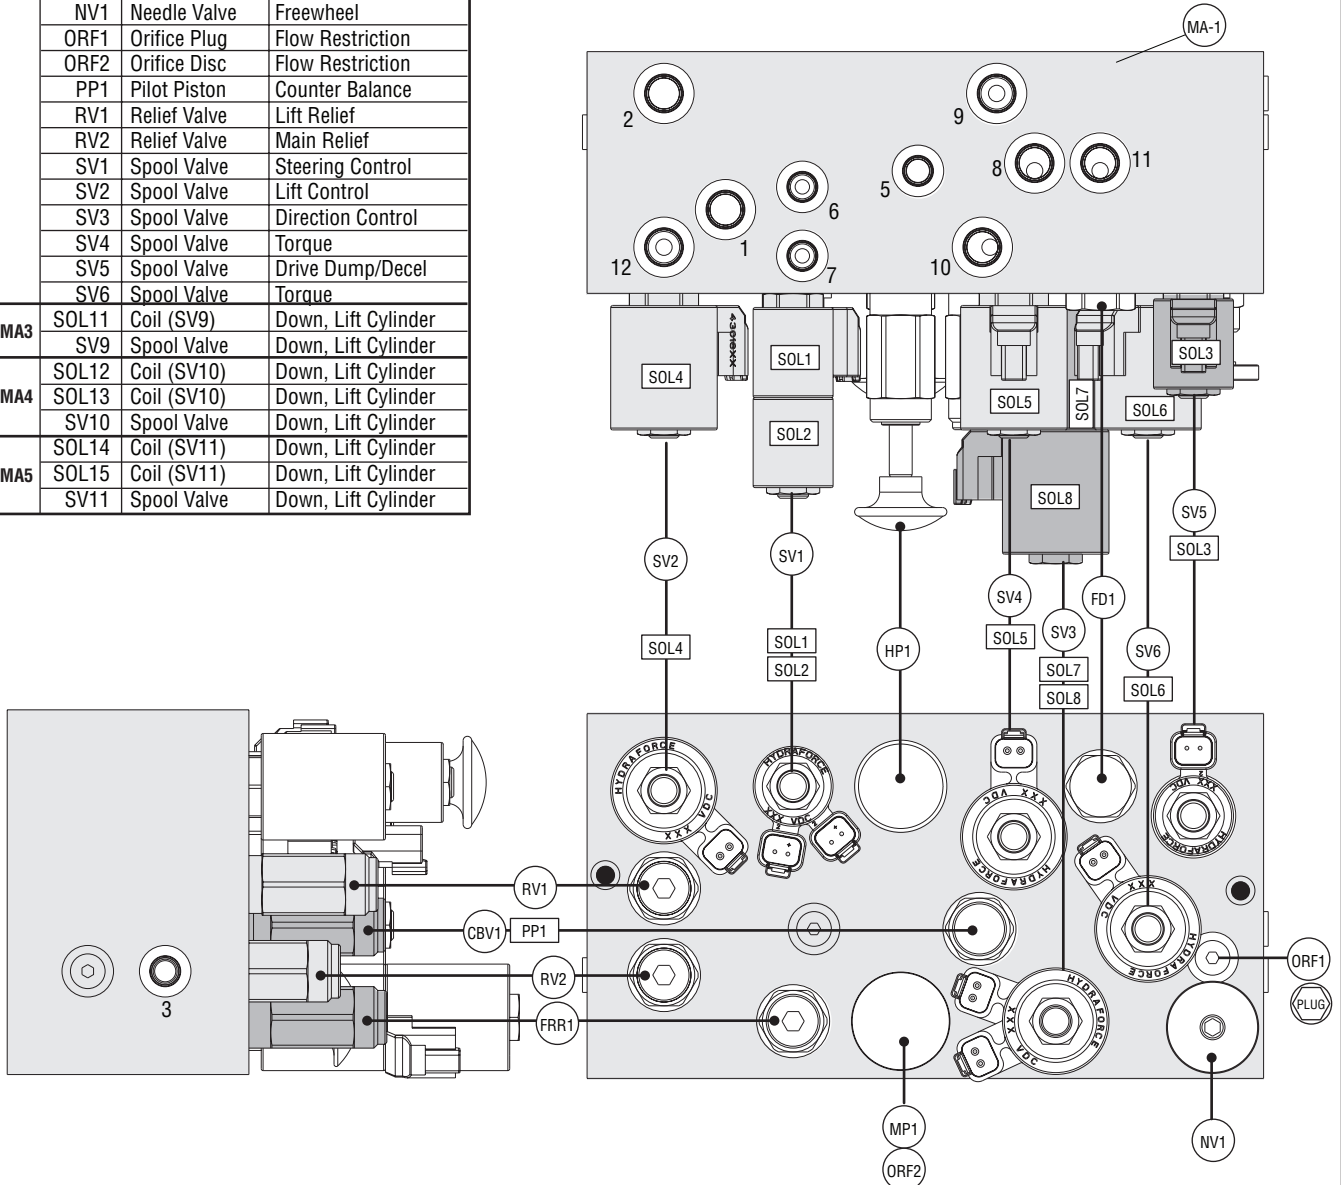 NV1 Needle Valve Freewheel
ORF1 Orifice Plug Flow Restriction
ORF2 Orifice Disc Flow Restriction
PP1 Pilot Piston Counter Balance
RV1 Relief Valve Lift Relief
RV2 Relief Valve Main Relief
SV1 Spool Valve Steering Control
SV2 Spool Valve Lift Control
SV3 Spool Valve Direction Control
SV4 Spool Valve Torque
SV5 Spool Valve Drive Dump/Decel
SV6 Spool Valve Torque
MA3
SOL11 Coil (SV9) Down, Lift Cylinder
SV9 Spool Valve Down, Lift Cylinder
MA4
SOL12 Coil (SV10) Down, Lift Cylinder
SOL13 Coil (SV10) Down, Lift Cylinder
SV10 Spool Valve Down, Lift Cylinder
MA5
SOL14 Coil (SV11) Down, Lift Cylinder
SOL15 Coil (SV11) Down, Lift Cylinder
SV11 Spool Valve Down, Lift Cylinder
MA-1
2
9
8
11
5
6
1
12
7
10
SOL4
SOL1
SOL2
SOL5
SOL7
SOL6
SOL3
SOL8
SV2
SV1
SV5
SOL3
SV4
FD1
SOL5
SV3
SOL4
SOL1
SOL2
HP1
SV6
SOL7
SOL8
SOL6
HYDRAFORCE
XXX VDC
HYDRAFORCE
XXX VDC
XXX VDC
HYDRAFORCE
XXX VDC
HYDRAFORCE
XXX VDC
HYDRAFORCE
HYDRAFORCE
XXX VDC
RV1
CBV1
PP1
RV2
FRR1
3
ORF1
PLUG
MP1
ORF2
NV1